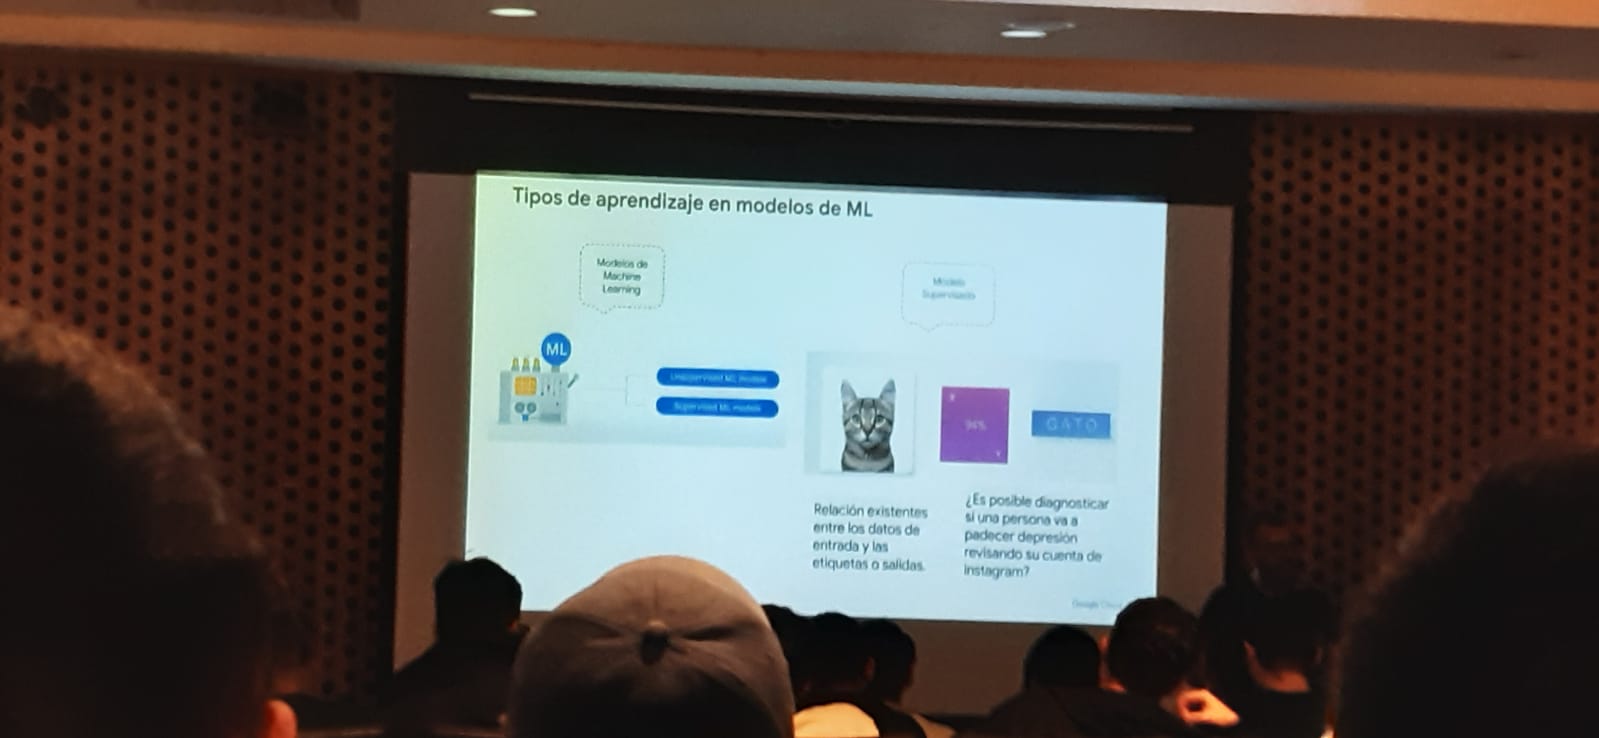 Tipos de aprendizaje en modelos de ML
Modelos de
Machine
Learning
Modelo
Supervisado
ML
Unsupervised ML models
Supervised ML models
94%
GATO
Relación existentes
entre los datos de
entrada y las
etiquetas o salidas.
¿Es posible diagnosticar
si una persona va a
padecer depresión
revisando su cuenta de
instagram?
Google Cloud